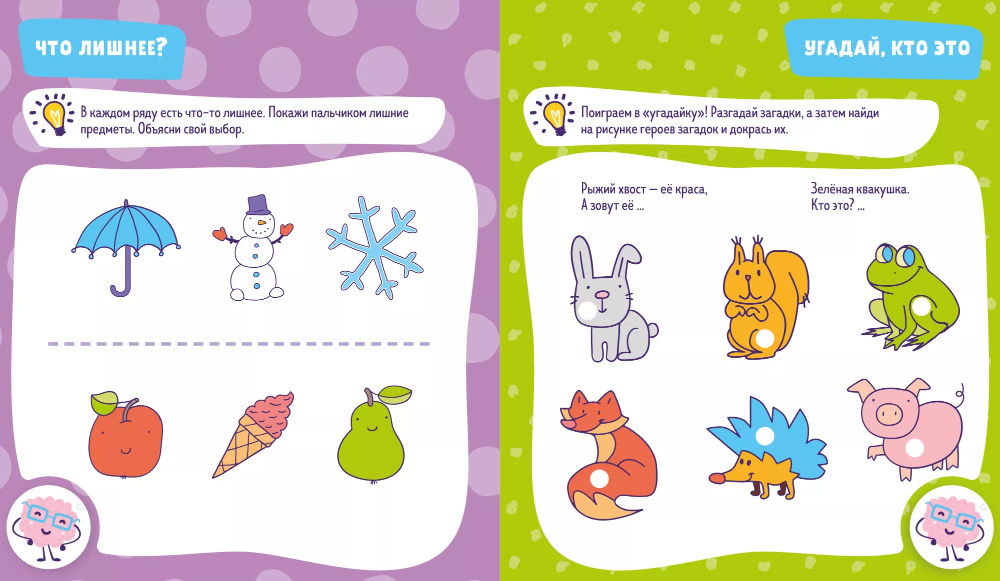 ЧТО ЛИШНЕЕ?
В каждом ряду есть что-то лишнее. Покажи пальчиком лишние
предметы. Объясни свой выбор.
УГАДАЙ, КТО ЭТО
Поиграем в «угадайку»! Разгадай загадки, а затем найди
на рисунке героев загадок и докрась их.
Рыжий хвост – её краса,
А зовут её ...
Зелёная квакушка.
Кто это? ...